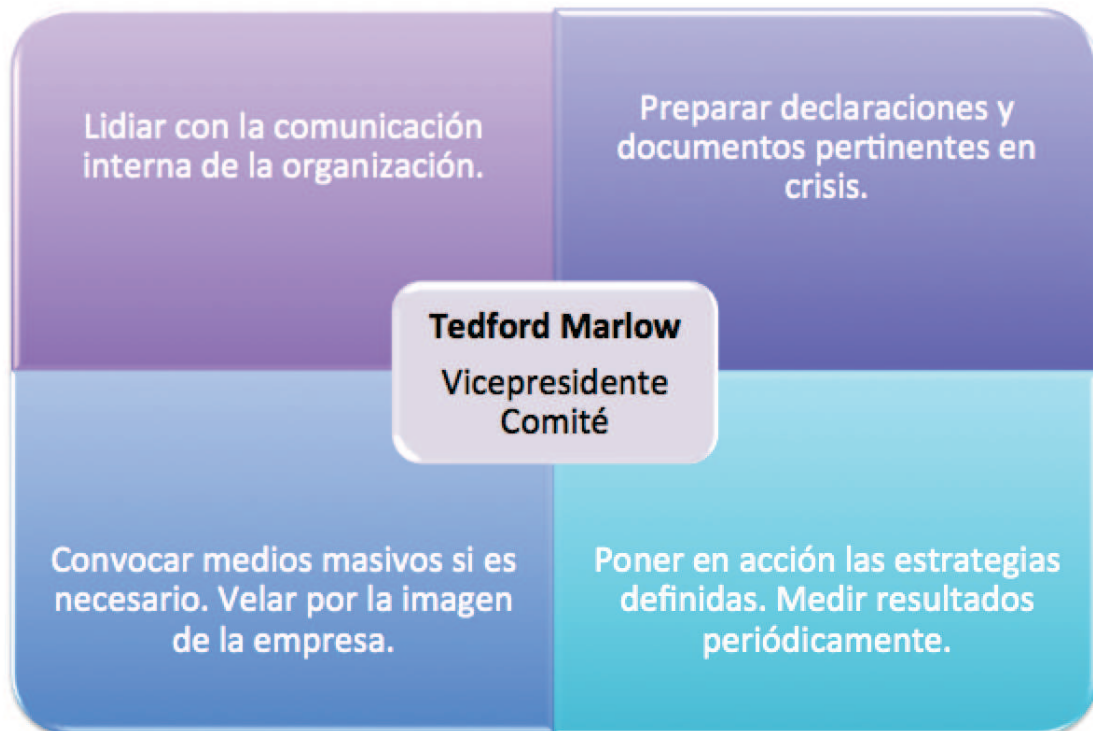 Lidiar con la comunicación
interna de la organización.
Preparar declaraciones y
documentos pertinentes en
crisis.
Tedford Marlow
Vicepresidente
Comité
Convocar medios masivos si es
necesario. Velar por la imagen
de la empresa.
Poner en acción las estrategias
definidas. Medir resultados
periódicamente.